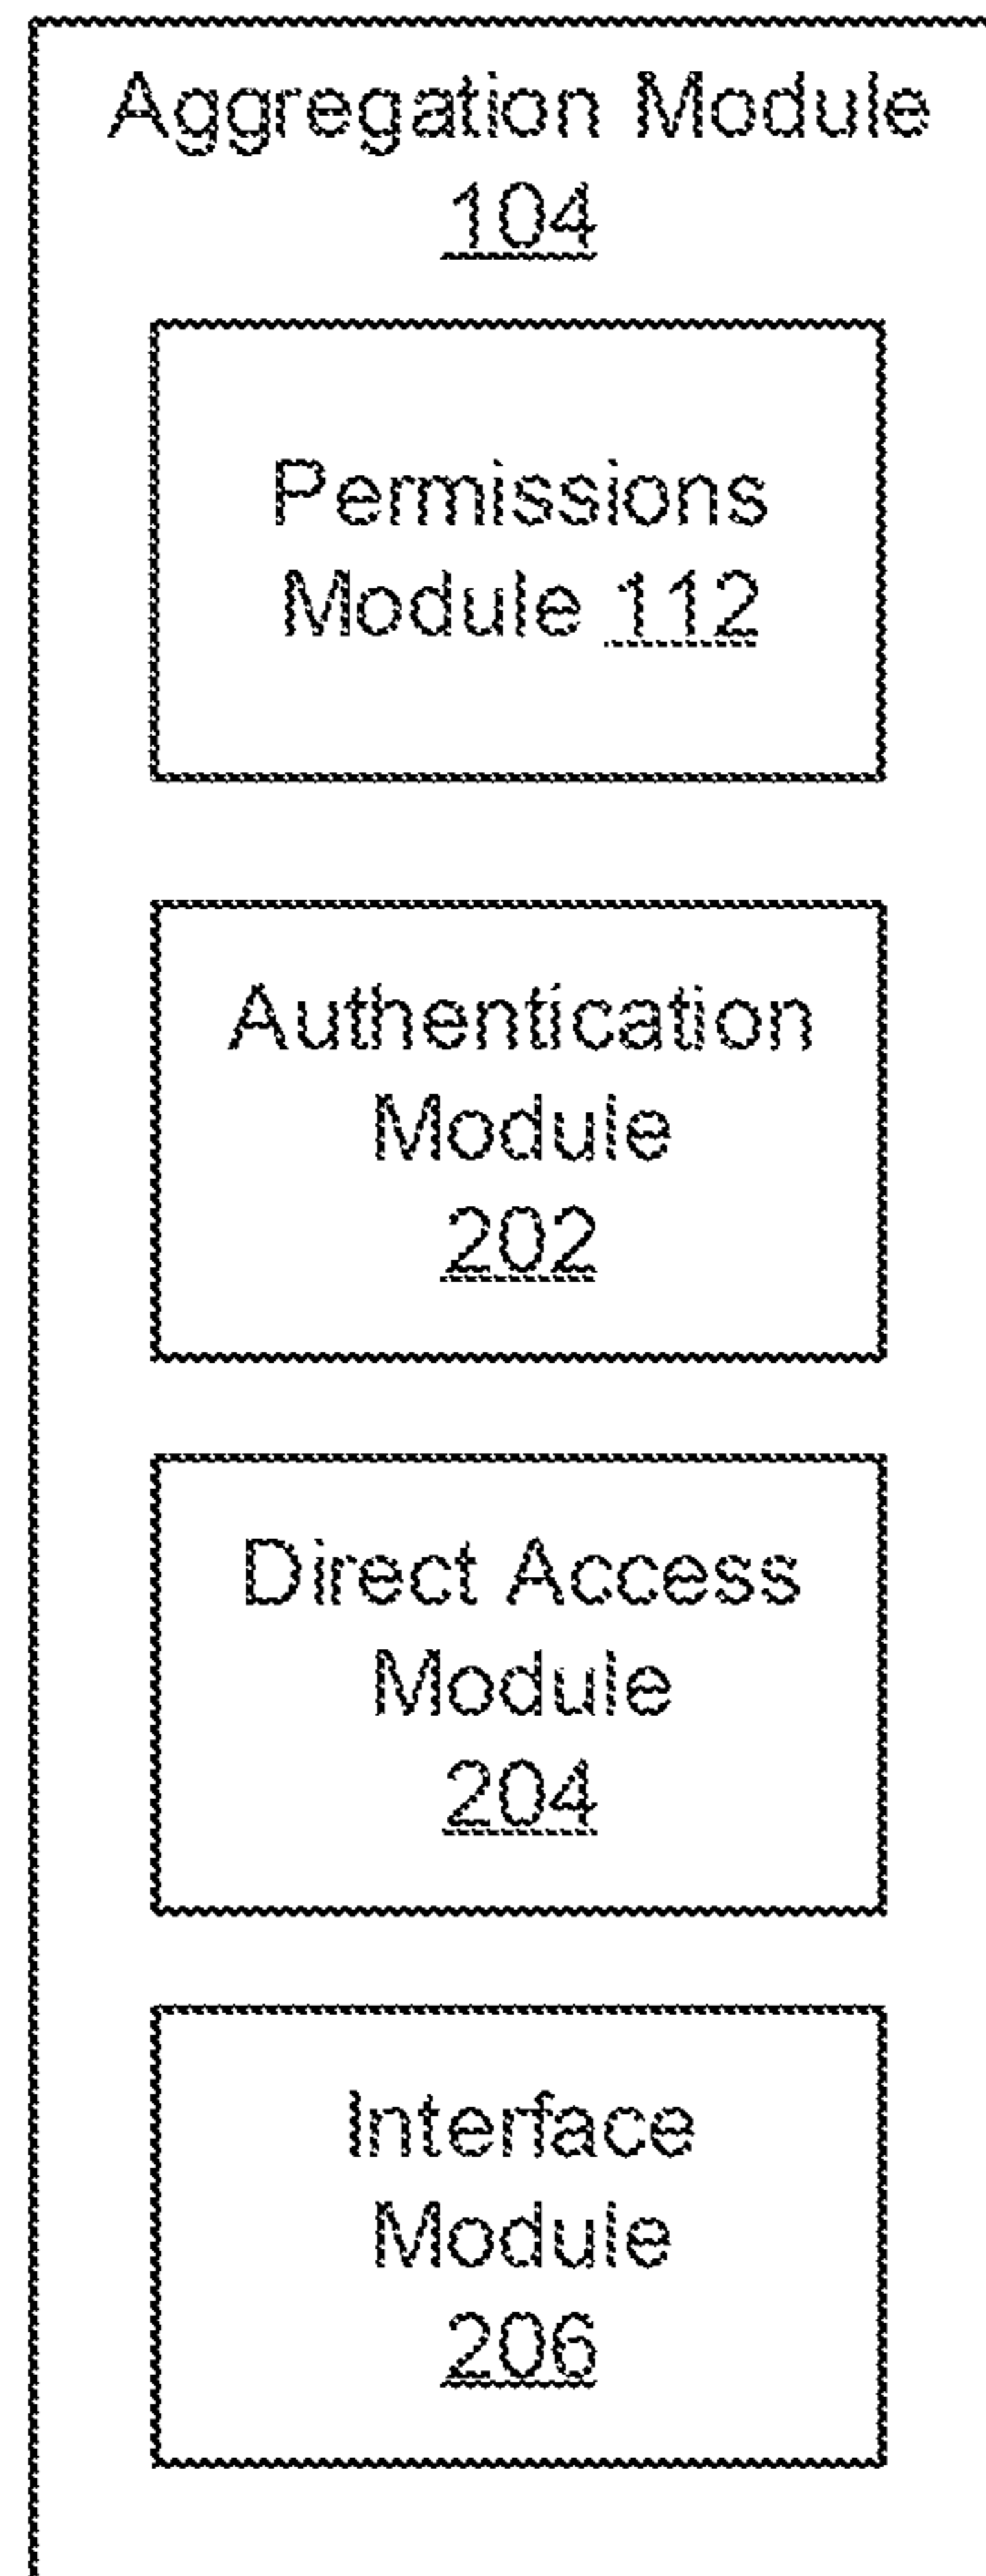 Aggregation Module
104
Permissions
Module 112
Authentication
Module
202
Direct Access
Module
204
Interface
Module
206